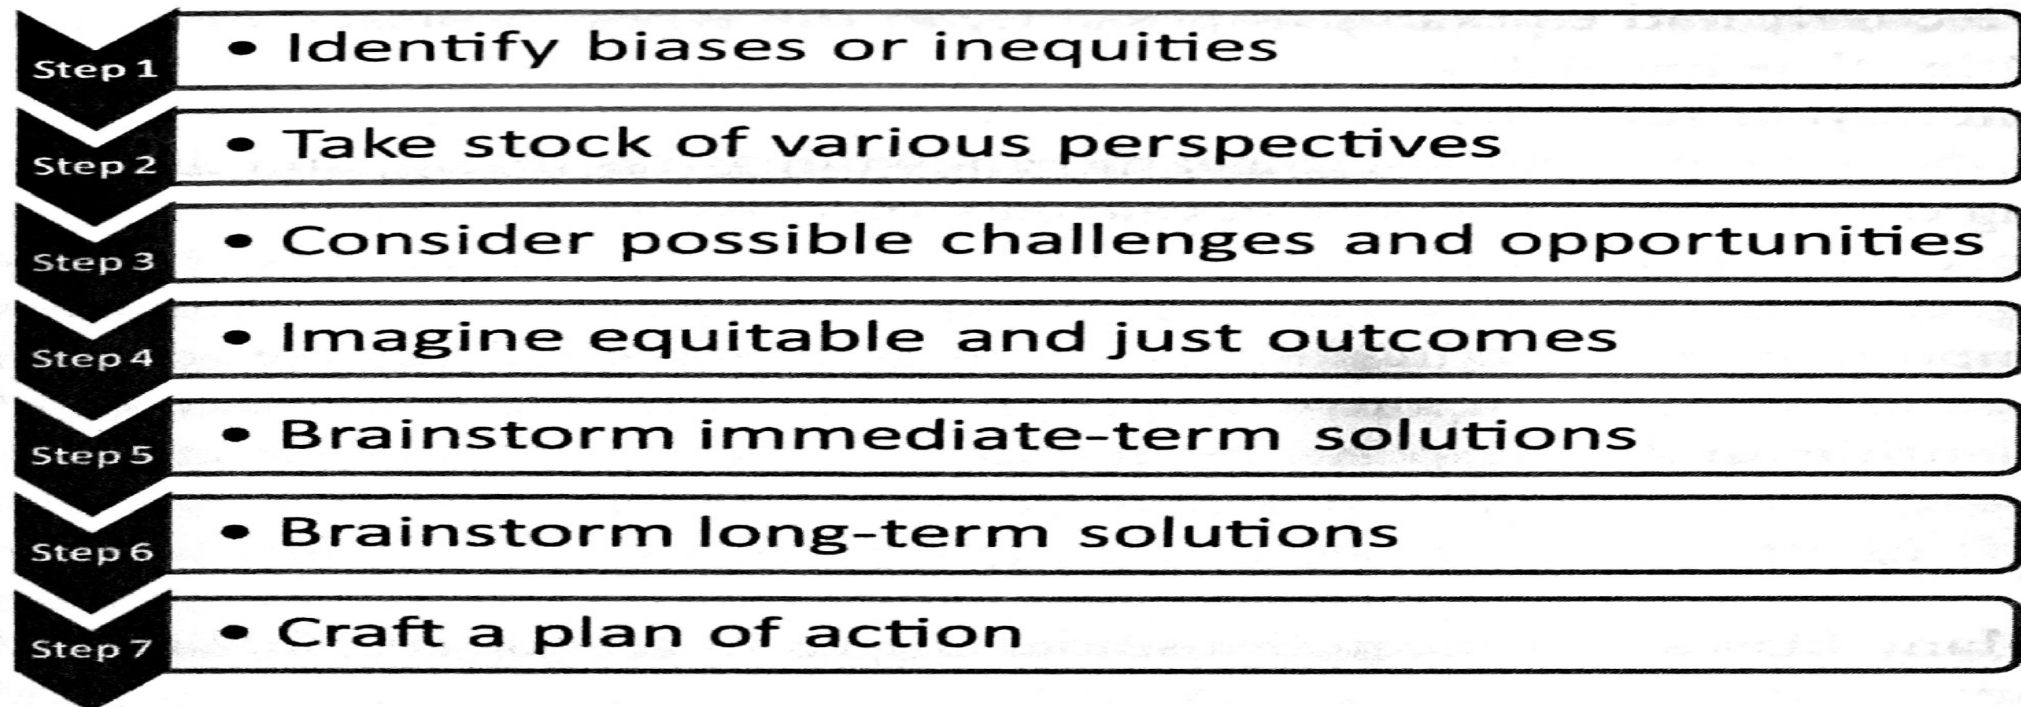 Step 1 • Identify biases or inequities
Step 2 • Take stock of various perspectives
Step 3 • Consider possible challenges and opportunities
Step 4 • Imagine equitable and just outcomes
Step 5 • Brainstorm immediate-term solutions
Step 6 • Brainstorm long-term solutions
Step 7 • Craft a plan of action